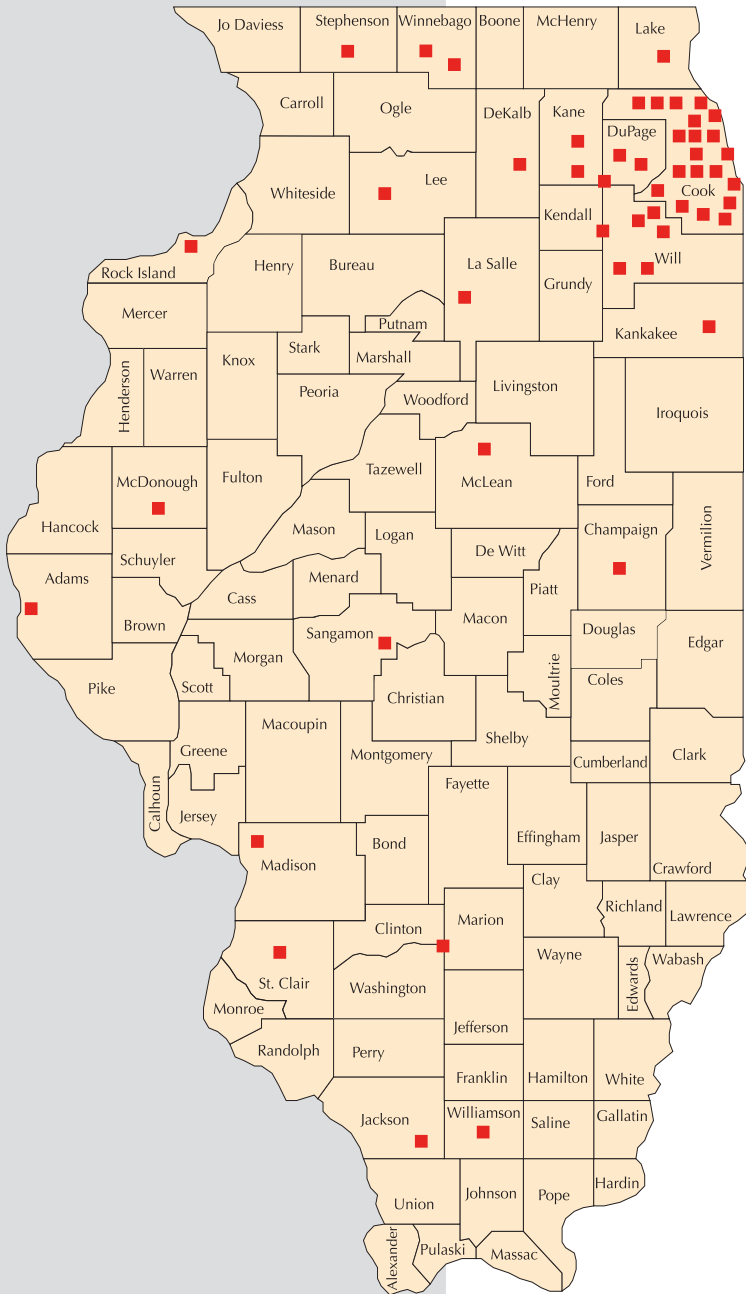 Jo Daviess
Stephenson
Winnebago
Boone
McHenry
Lake
Carroll
Ogle
DeKalb
Kane
DuPage
Cook
Whiteside
Lee
Kendall
Rock Island
Henry
Bureau
La Salle
Grundy
Will
Mercer
Putnam
Kankakee
Henderson
Warren
Knox
Stark
Marshall
Peoria
Woodford
Livingston
Iroquois
McDonough
Fulton
Tazewell
McLean
Ford
Hancock
Mason
Logan
De Witt
Champaign
Vermilion
Schuyler
Adams
Menard
Piatt
Cass
Brown
Sangamon
Macon
Douglas
Edgar
Morgan
Scott
Pike
Christian
Moultrie
Coles
Macoupin
Greene
Montgomery
Shelby
Cumberland
Clark
Calhoun
Jersey
Fayette
Effingham
Jasper
Crawford
Madison
Bond
Clay
Richland
Lawrence
Clinton
Marion
Wayne
Edwards
Wabash
St. Clair
Washington
Monroe
Jefferson
Randolph
Perry
Franklin
Hamilton
White
Jackson
Williamson
Saline
Gallatin
Union
Johnson
Pope
Hardin
Alexander
Pulaski
Massac